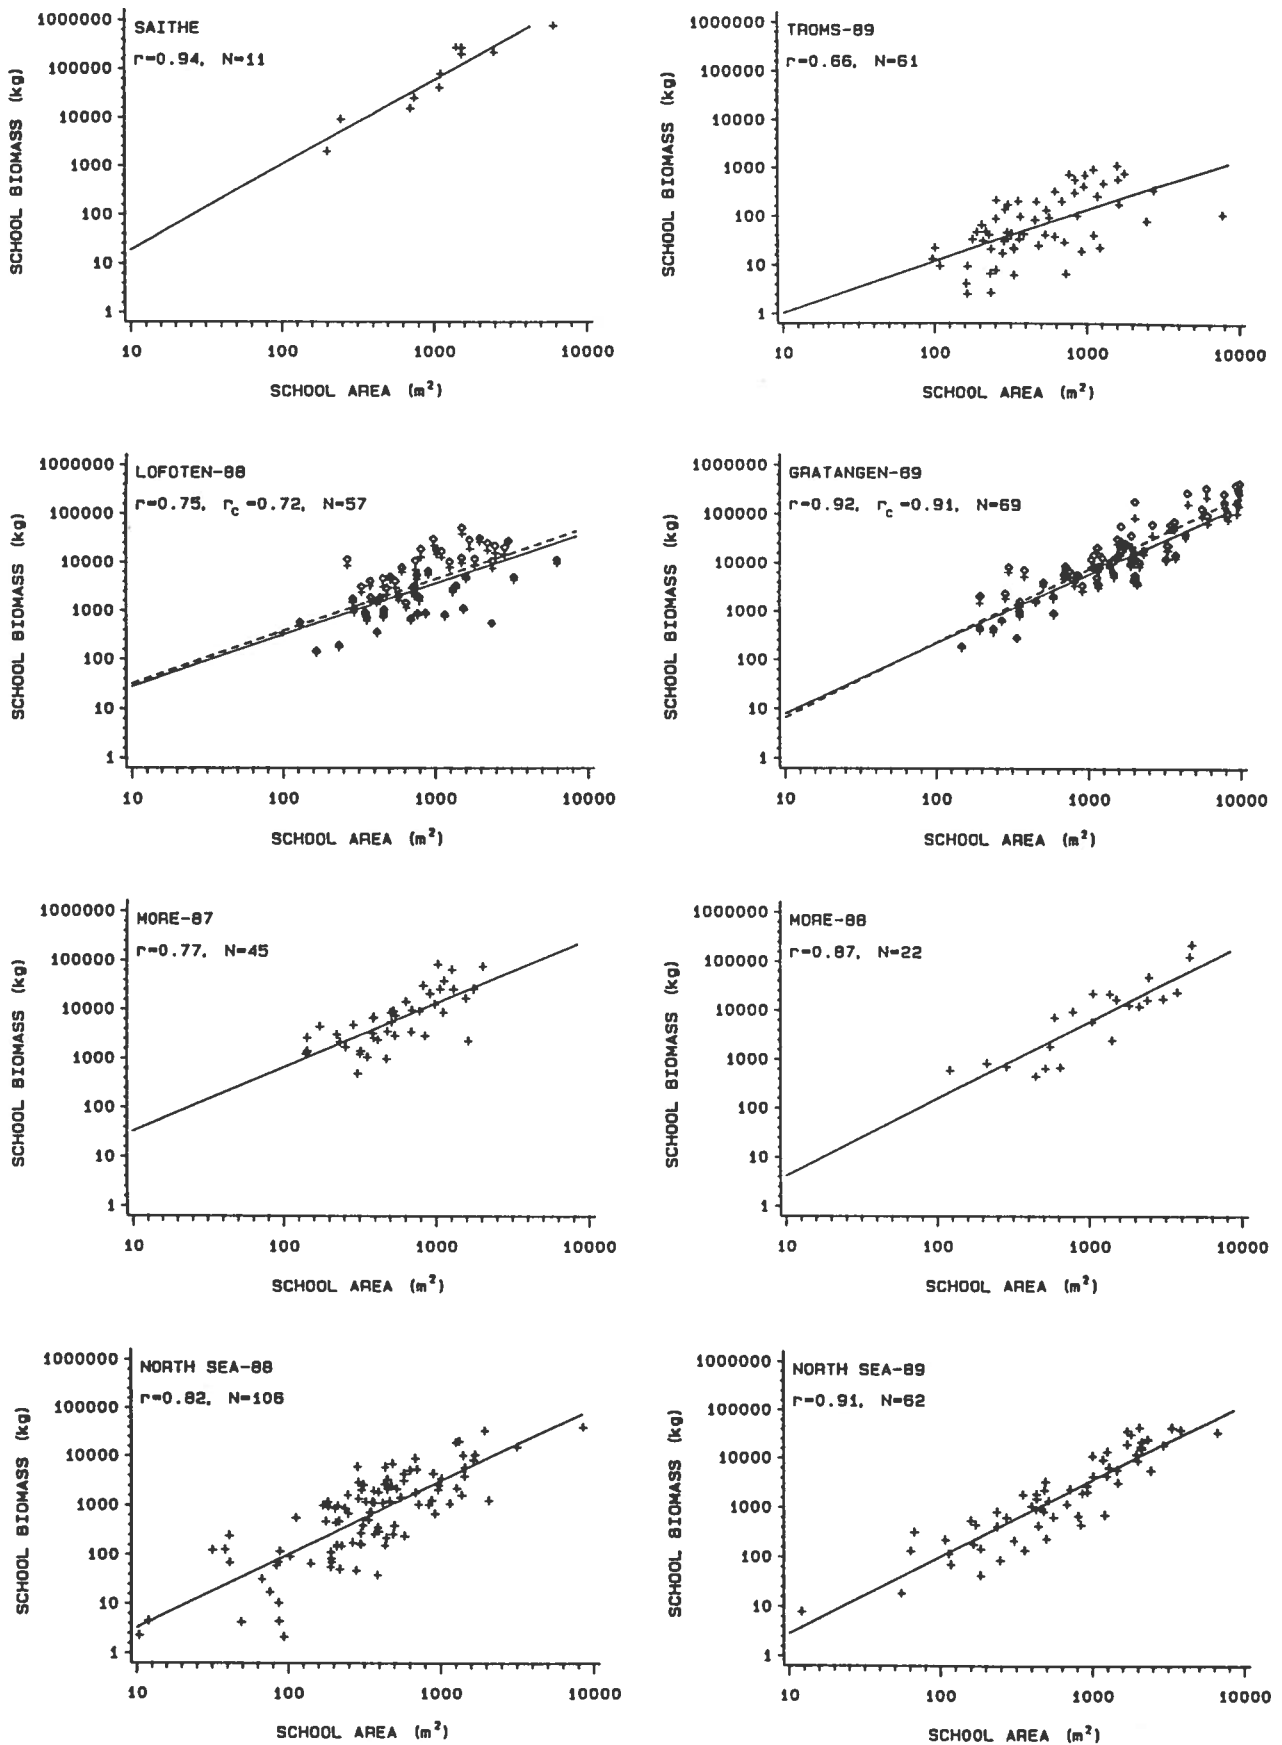 SAITHE
r=0.94, N=11
1000000
100000
10000
1000
100
10
1
SCHOOL BIOMASS (kg)
10 100 1000 10000
SCHOOL AREA (m²)
TROMS-89
r=0.66, N=61
1000000
100000
10000
1000
100
10
1
SCHOOL BIOMASS (kg)
10 100 1000 10000
SCHOOL AREA (m²)
LOFOTEN-88
r=0.75, rc=0.72, N=57
1000000
100000
10000
1000
100
10
1
SCHOOL BIOMASS (kg)
10 100 1000 10000
SCHOOL AREA (m²)
GRATANGEN-89
r=0.92, rc=0.91, N=69
1000000
100000
10000
1000
100
10
1
SCHOOL BIOMASS (kg)
10 100 1000 10000
SCHOOL AREA (m²)
MORE-87
r=0.77, N=45
1000000
100000
10000
1000
100
10
1
SCHOOL BIOMASS (kg)
10 100 1000 10000
SCHOOL AREA (m²)
MORE-88
r=0.87, N=22
1000000
100000
10000
1000
100
10
1
SCHOOL BIOMASS (kg)
10 100 1000 10000
SCHOOL AREA (m²)
NORTH SEA-88
r=0.82, N=106
1000000
100000
10000
1000
100
10
1
SCHOOL BIOMASS (kg)
10 100 1000 10000
SCHOOL AREA (m²)
NORTH SEA-89
r=0.91, N=62
1000000
100000
10000
1000
100
10
1
SCHOOL BIOMASS (kg)
10 100 1000 10000
SCHOOL AREA (m²)